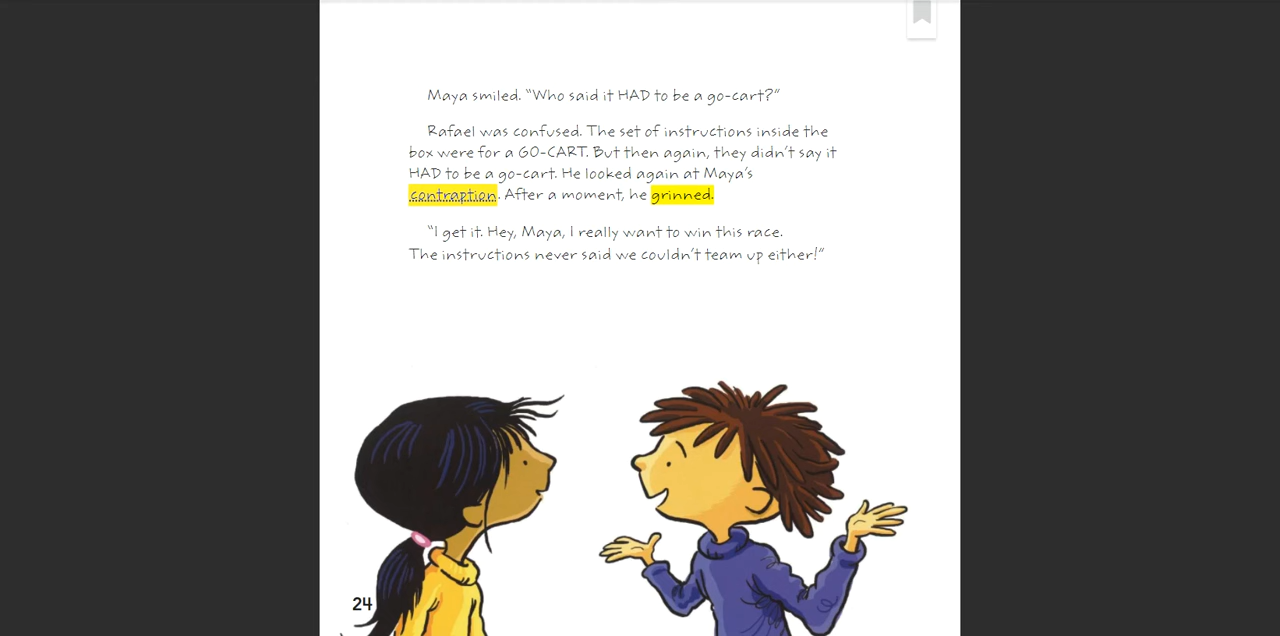 Maya smiled. “Who said it HAD to be a go-cart?”
Rafael was confused. The set of instructions inside the
box were for a GO-CART. But then again, they didn’t say it
HAD to be a go-cart. He looked again at Maya’s
contraption. After a moment, he grinned.
“I get it. Hey, Maya, I really want to win this race.
The instructions never said we couldn’t team up either!”
24